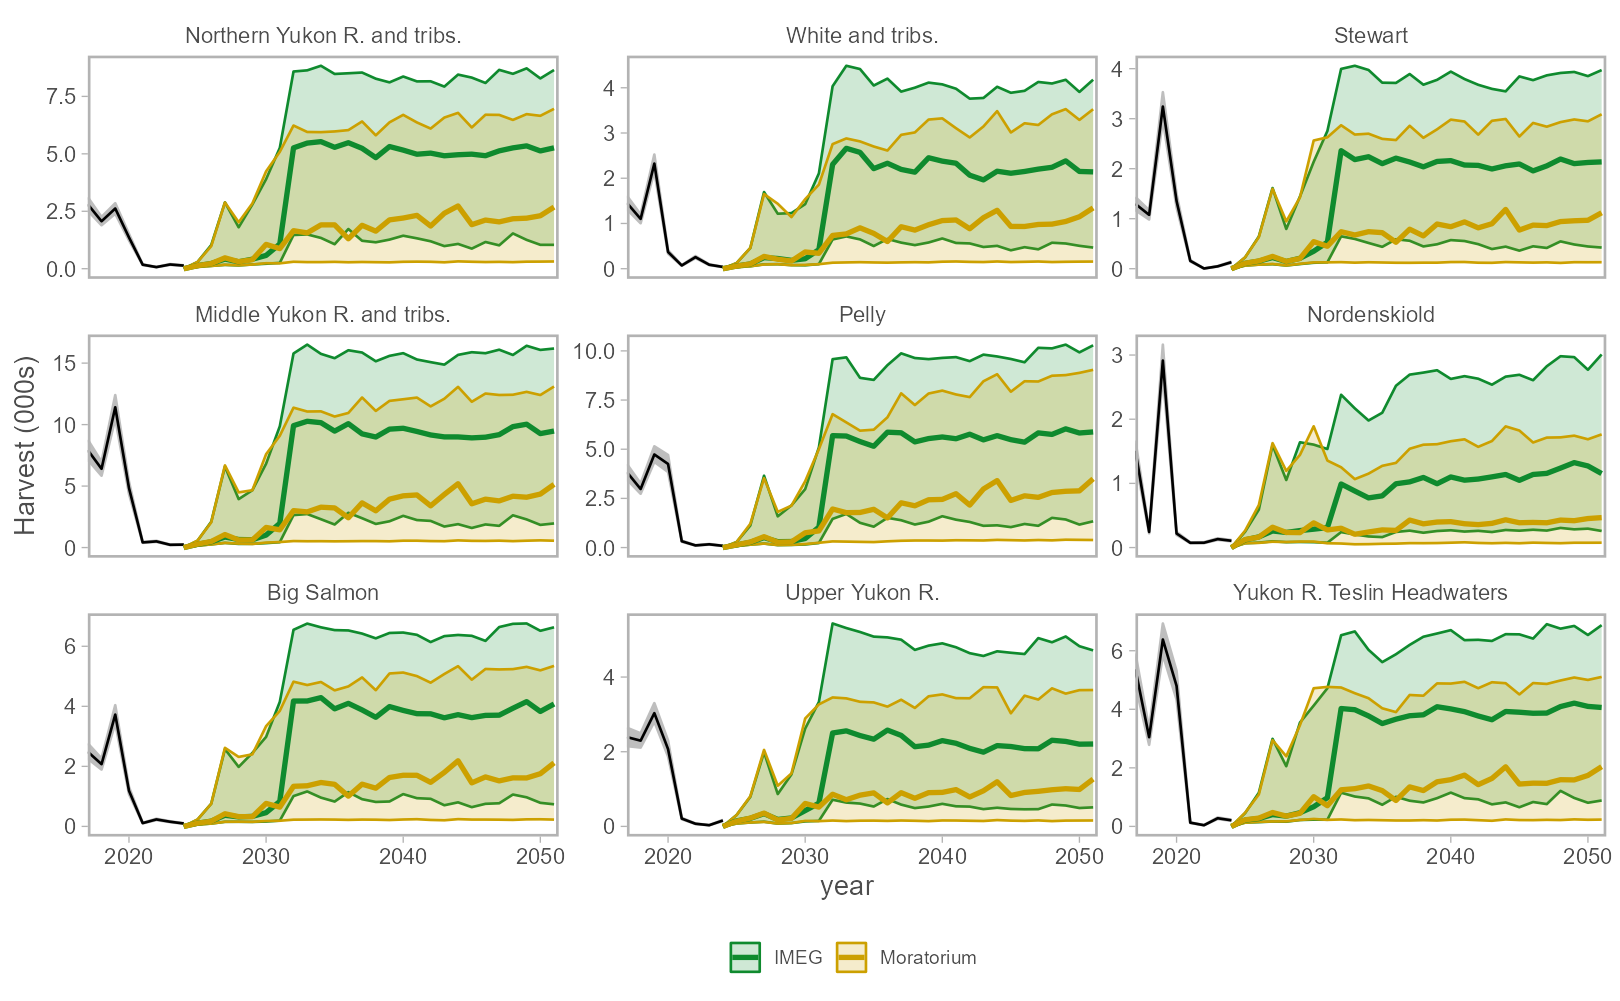 Northern Yukon R. and tribs.
White and tribs.
Stewart
7.5
5.0
2.5
0.0
4
3
2
1
0
4
3
2
1
0
Middle Yukon R. and tribs.
Pelly
Nordenskiold
Harvest (000s)
15
10
5
0
10.0
7.5
5.0
2.5
0.0
3
2
1
0
Big Salmon
Upper Yukon R.
Yukon R. Teslin Headwaters
6
4
2
0
4
2
0
6
4
2
0
2020 2030 2040 2050
2020 2030 2040 2050
2020 2030 2040 2050
year
IMEG Moratorium